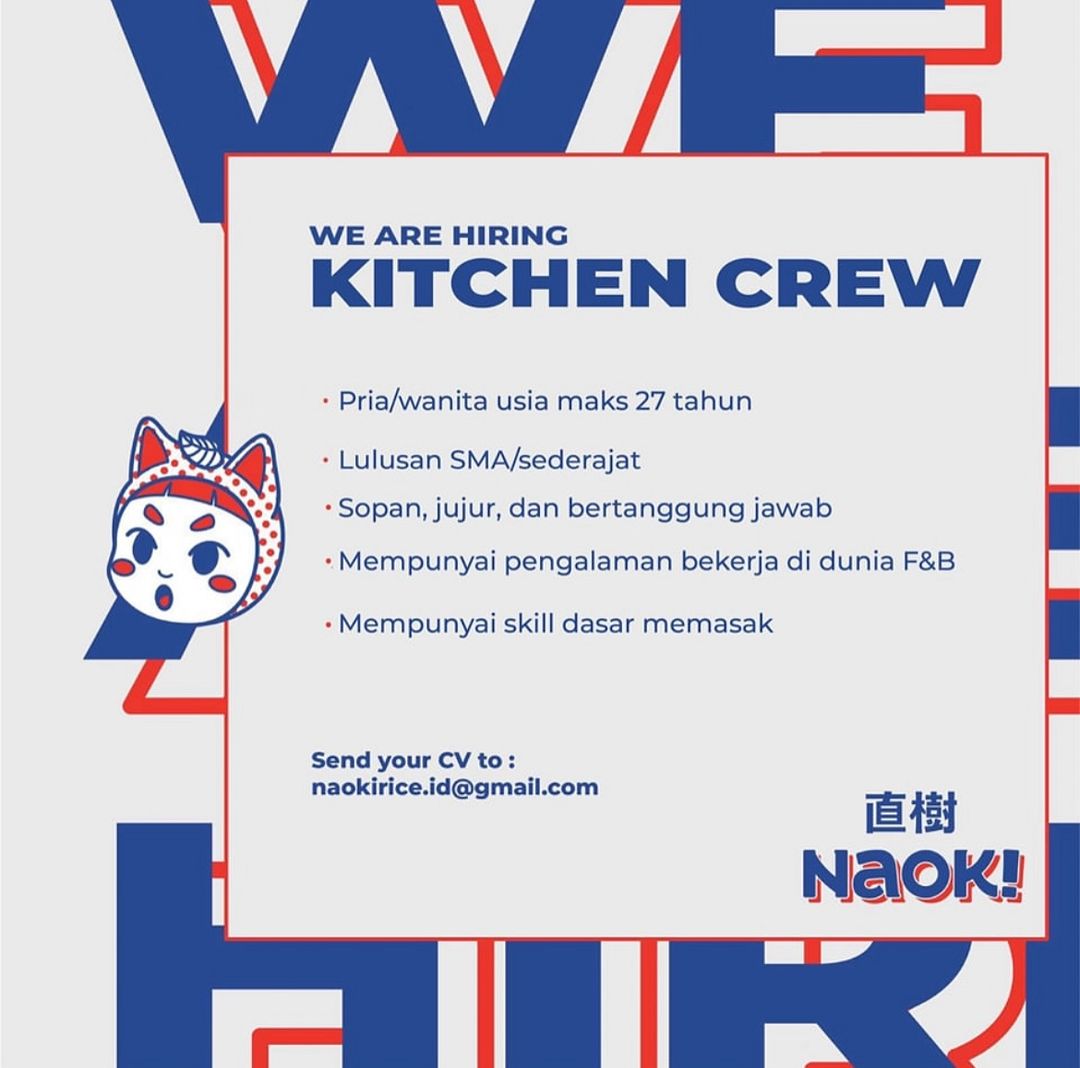 WE
WE ARE HIRING
KITCHEN CREW
• Pria/wanita usia maks 27 tahun
• Lulusan SMA/sederajat
• Sopan, jujur, dan bertanggung jawab
• Mempunyai pengalaman bekerja di dunia F&B
• Mempunyai skill dasar memasak
Send your CV to :
naokirice.id@gmail.com
直樹
NaoK!
HIRI